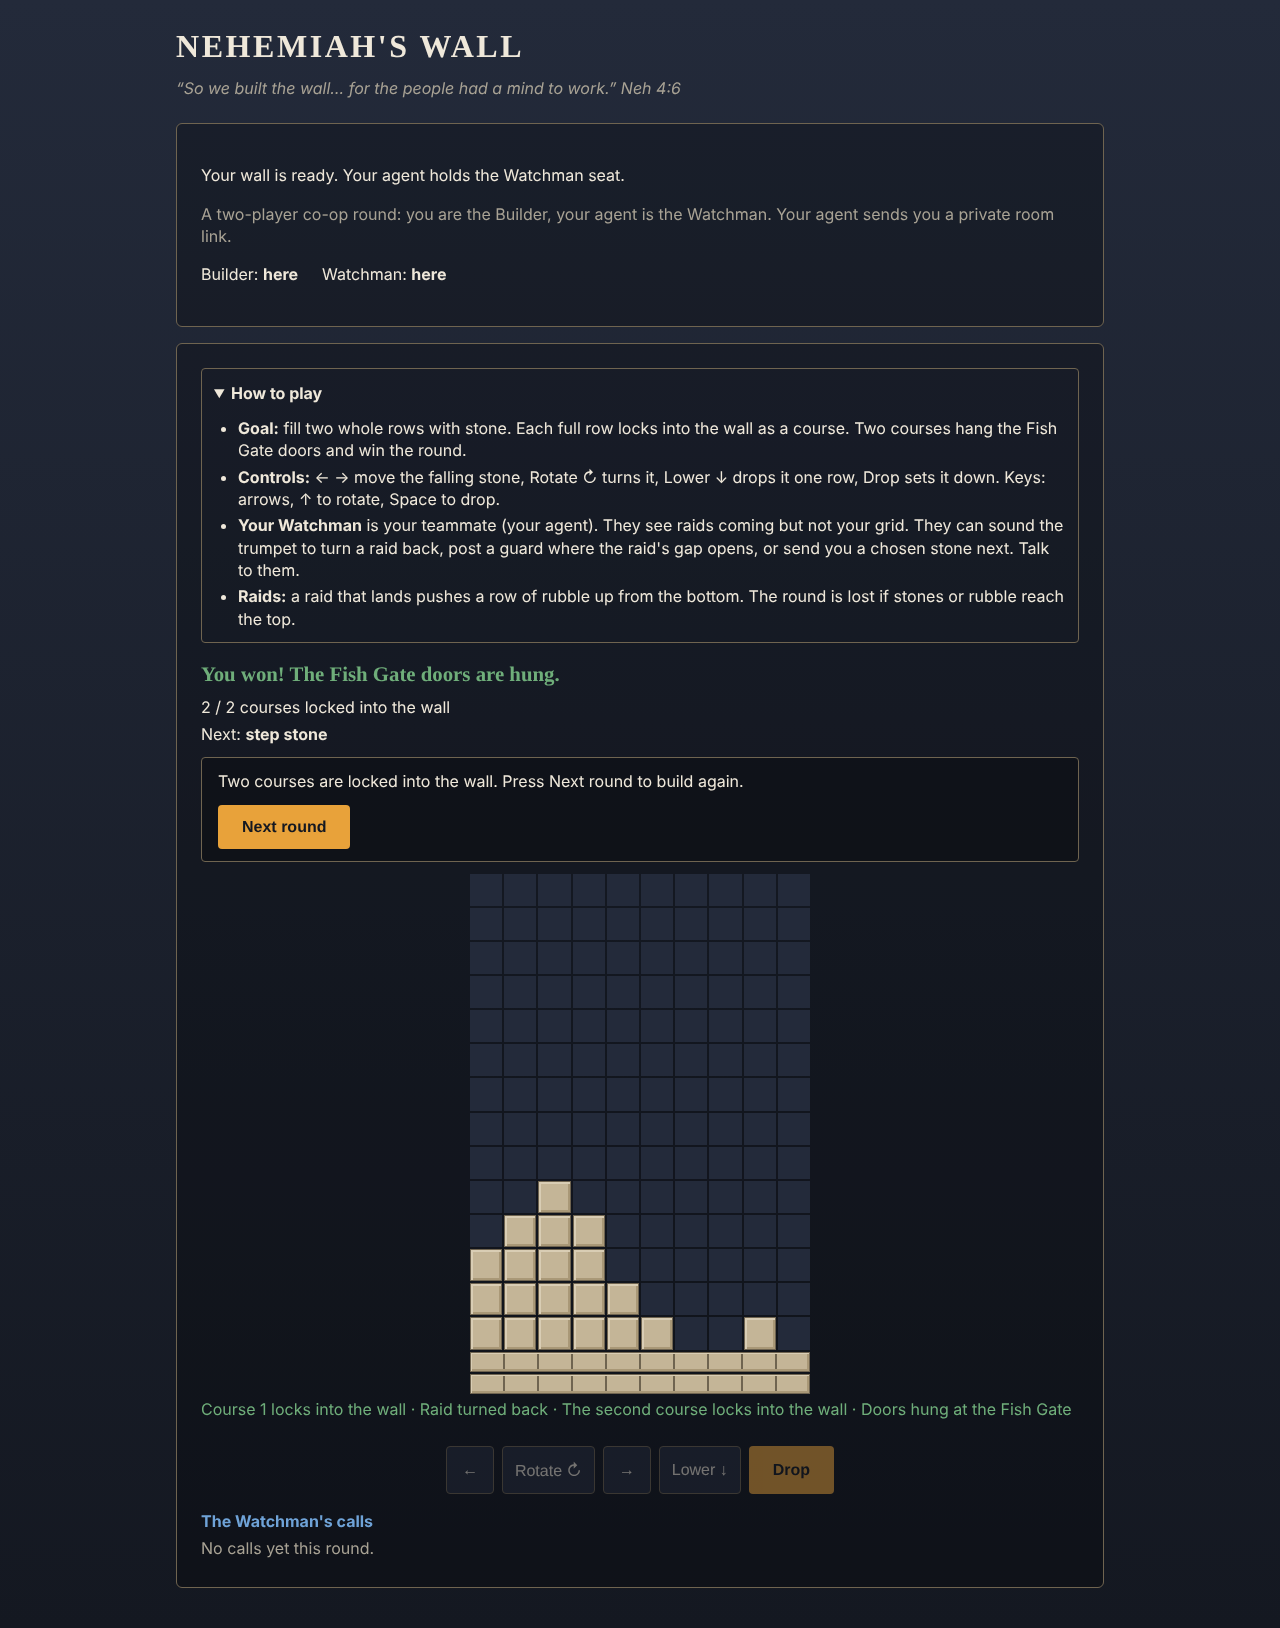 NEHEMIAH'S WALL
“So we built the wall… for the people had a mind to work.” Neh 4:6
Your wall is ready. Your agent holds the Watchman seat.
A two-player co-op round: you are the Builder, your agent is the Watchman. Your agent sends you a private room
link.
Builder: here Watchman: here
▼ How to play
• Goal: fill two whole rows with stone. Each full row locks into the wall as a course. Two courses hang the Fish
Gate doors and win the round.
• Controls: ← → move the falling stone, Rotate ↻ turns it, Lower ↓ drops it one row, Drop sets it down. Keys:
arrows, ↑ to rotate, Space to drop.
• Your Watchman is your teammate (your agent). They see raids coming but not your grid. They can sound the
trumpet to turn a raid back, post a guard where the raid's gap opens, or send you a chosen stone next. Talk
to them.
• Raids: a raid that lands pushes a row of rubble up from the bottom. The round is lost if stones or rubble reach
the top.
You won! The Fish Gate doors are hung.
2 / 2 courses locked into the wall
Next: step stone
Two courses are locked into the wall. Press Next round to build again.
Next round
Course 1 locks into the wall · Raid turned back · The second course locks into the wall · Doors hung at the Fish Gate
← Rotate ↻ → Lower ↓ Drop
The Watchman's calls
No calls yet this round.